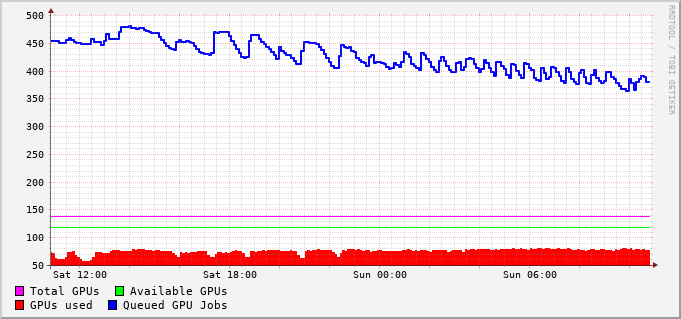 500
450
400
350
300
250
200
150
100
50
Sat 12:00 Sat 18:00 Sun 00:00 Sun 06:00
Total GPUs Available GPUs
GPUs used Queued GPU Jobs
RRDTOOL / TOBI OETIKER